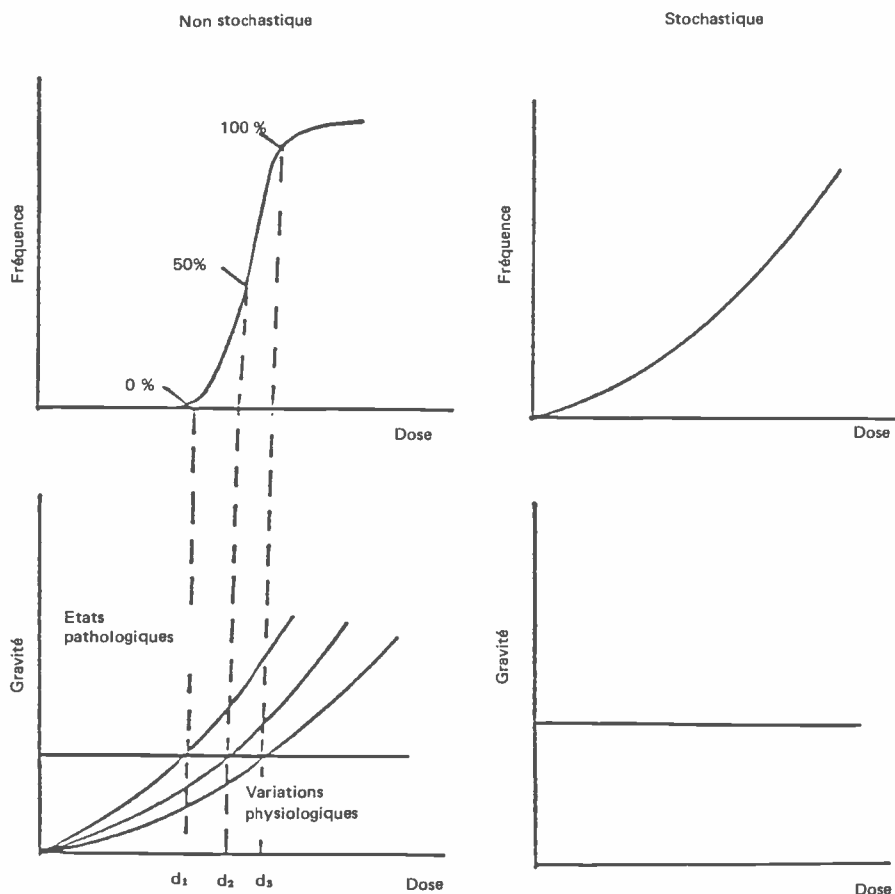 Non stochastique
Stochastique
100 %
50%
0 %
Fréquence
Dose
Fréquence
Dose
Etats
pathologiques
Variations
physiologiques
Gravité
d₁ d₂ d₃
Dose
Gravité
Dose